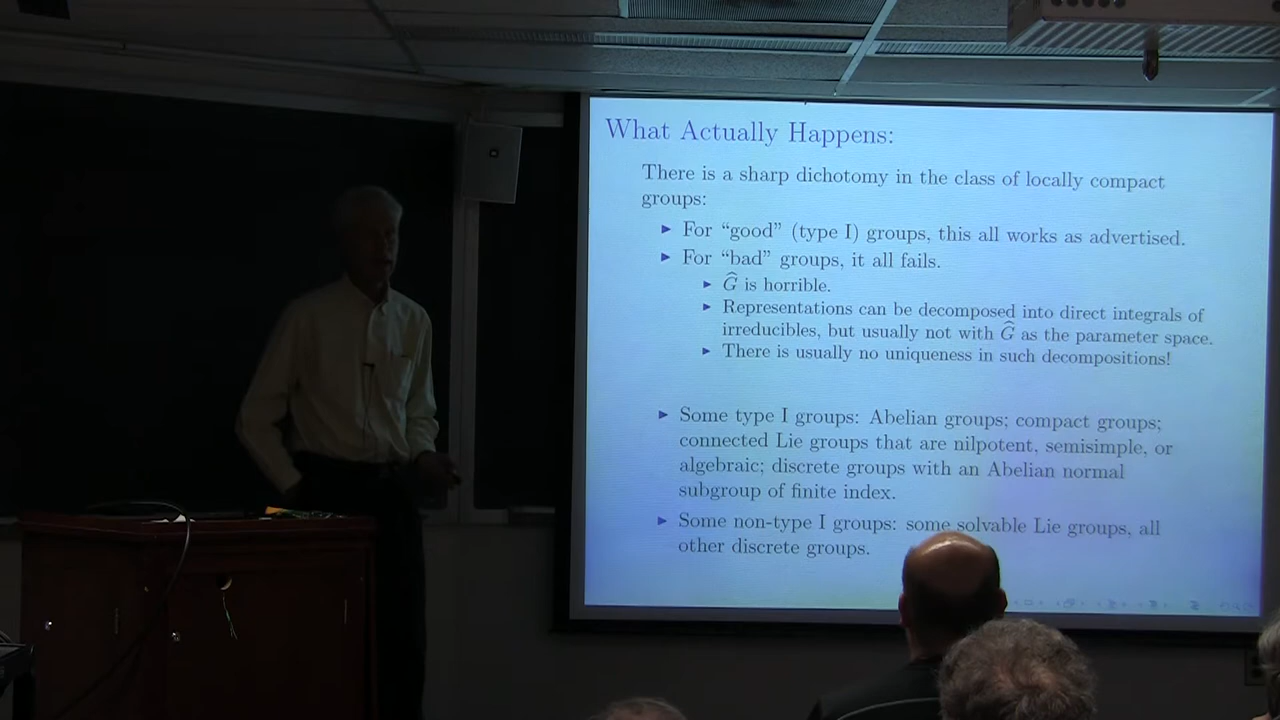 What Actually Happens:
There is a sharp dichotomy in the class of locally compact
groups:
▶ For “good” (type I) groups, this all works as advertised.
▶ For “bad” groups, it all fails.
▶ Ĝ is horrible.
▶ Representations can be decomposed into direct integrals of
irreducibles, but usually not with Ĝ as the parameter space.
▶ There is usually no uniqueness in such decompositions!
▶ Some type I groups: Abelian groups; compact groups;
connected Lie groups that are nilpotent, semisimple, or
algebraic; discrete groups with an Abelian normal
subgroup of finite index.
▶ Some non-type I groups: some solvable Lie groups, all
other discrete groups.